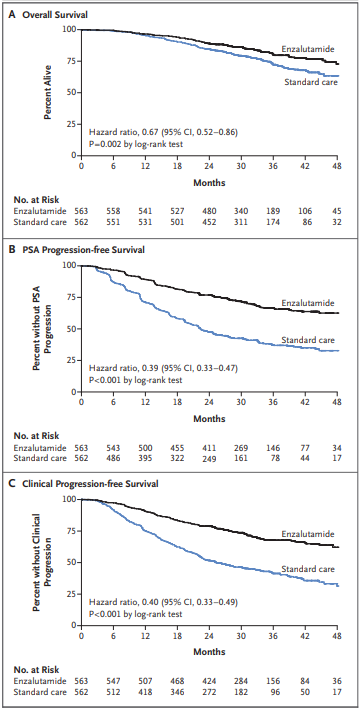 A Overall Survival
100
75
50
25
0
Percent Alive
Enzalutamide
Standard care
Hazard ratio, 0.67 (95% CI, 0.52–0.86)
P=0.002 by log-rank test
0 6 12 18 24 30 36 42 48
Months
No. at Risk
Enzalutamide 563 558 541 527 480 340 189 106 45
Standard care 562 551 531 501 452 311 174 86 32
B PSA Progression-free Survival
100
75
50
25
0
Percent without PSA
Progression
Enzalutamide
Standard care
Hazard ratio, 0.39 (95% CI, 0.33–0.47)
P<0.001 by log-rank test
0 6 12 18 24 30 36 42 48
Months
No. at Risk
Enzalutamide 563 543 500 455 411 269 146 77 34
Standard care 562 486 395 322 249 161 78 44 17
C Clinical Progression-free Survival
100
75
50
25
0
Percent without Clinical
Progression
Enzalutamide
Standard care
Hazard ratio, 0.40 (95% CI, 0.33–0.49)
P<0.001 by log-rank test
0 6 12 18 24 30 36 42 48
Months
No. at Risk
Enzalutamide 563 547 507 468 424 284 156 84 36
Standard care 562 512 418 346 272 182 96 50 17